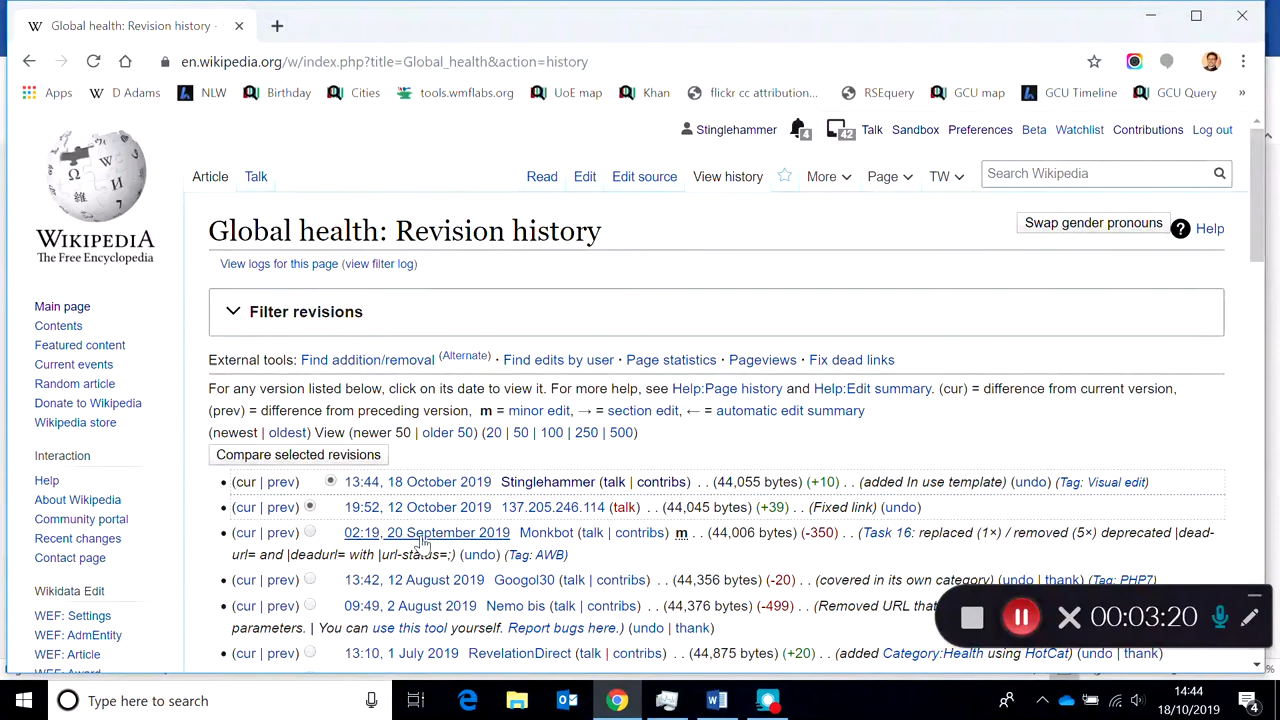 Global health: Revision history -
en.wikipedia.org/w/index.php?title=Global_health&action=history
Apps W D Adams NLW Birthday Cities tools.wmflabs.org UoE map Khan flickr cc attribution... RSEquery GCU map GCU Timeline GCU Query »
Stinglehammer 4 42 Talk Sandbox Preferences Beta Watchlist Contributions Log out
Article Talk Read Edit Edit source View history More Page TW Search Wikipedia
WIKIPEDIA
The Free Encyclopedia
Main page
Contents
Featured content
Current events
Random article
Donate to Wikipedia
Wikipedia store
Interaction
Help
About Wikipedia
Community portal
Recent changes
Contact page
Wikidata Edit
WEF: Settings
WEF: AdmEntity
WEF: Article
WEF: Award
Global health: Revision history
Swap gender pronouns ? Help
View logs for this page (view filter log)
Filter revisions
External tools: Find addition/removal (Alternate) · Find edits by user · Page statistics · Pageviews · Fix dead links
For any version listed below, click on its date to view it. For more help, see Help:Page history and Help:Edit summary. (cur) = difference from current version,
(prev) = difference from preceding version, m = minor edit, → = section edit, ← = automatic edit summary
(newest | oldest) View (newer 50 | older 50) (20 | 50 | 100 | 250 | 500)
Compare selected revisions
• (cur | prev) 13:44, 18 October 2019 Stinglehammer (talk | contribs) . . (44,055 bytes) (+10) . . (added In use template) (undo) (Tag: Visual edit)
• (cur | prev) 19:52, 12 October 2019 137.205.246.114 (talk) . . (44,045 bytes) (+39) . . (Fixed link) (undo)
• (cur | prev) 02:19, 20 September 2019 Monkbot (talk | contribs) m . . (44,006 bytes) (-350) . . (Task 16: replaced (1×) / removed (5×) deprecated |dead-
url= and |deadurl= with |url-status=;) (undo) (Tag: AWB)
• (cur | prev) 13:42, 12 August 2019 Googol30 (talk | contribs) . . (44,356 bytes) (-20) . . (covered in its own category) (undo | thank) (Tag: PHP7)
• (cur | prev) 09:49, 2 August 2019 Nemo bis (talk | contribs) . . (44,376 bytes) (-499) . . (Removed URL that
parameters. | You can use this tool yourself. Report bugs here.) (undo | thank)
• (cur | prev) 13:10, 1 July 2019 RevelationDirect (talk | contribs) . . (44,875 bytes) (+20) . . (added Category:Health using HotCat) (undo | thank)
00:03:20
Type here to search
14:44
18/10/2019
4